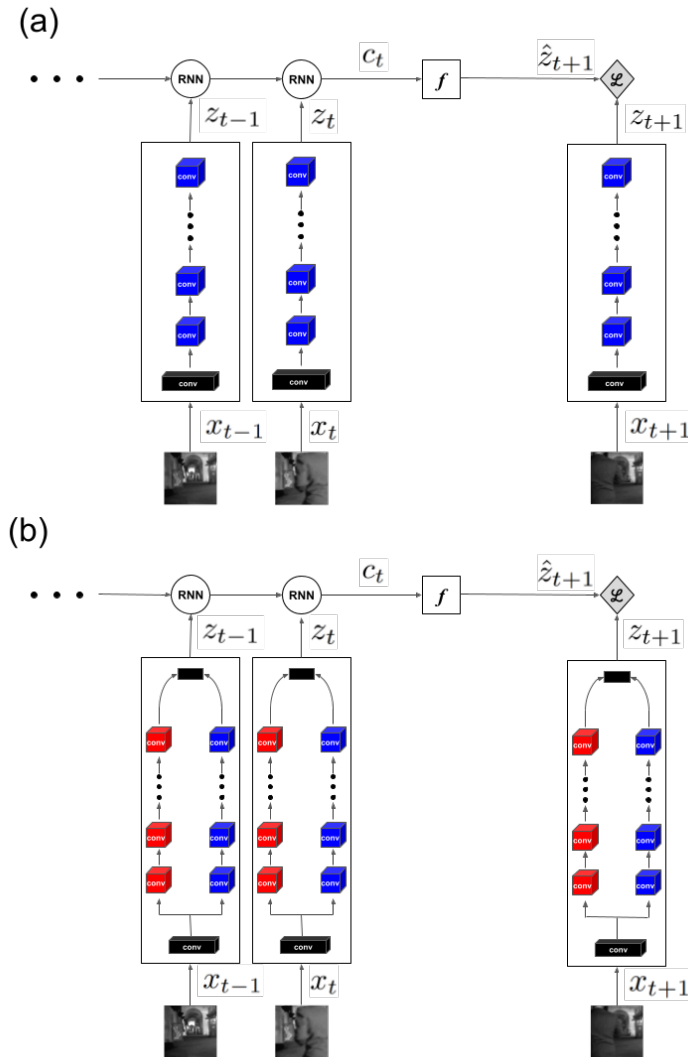 (a)
• • • RNN RNN c_t f ẑ_{t+1} ℒ
z_{t−1} z_t z_{t+1}
conv conv conv
conv conv conv
conv conv conv
conv conv conv
x_{t−1} x_t x_{t+1}
(b)
• • • RNN RNN c_t f ẑ_{t+1} ℒ
z_{t−1} z_t z_{t+1}
conv conv conv conv conv conv
conv conv conv conv conv conv
conv conv conv conv conv conv
conv conv conv
x_{t−1} x_t x_{t+1}